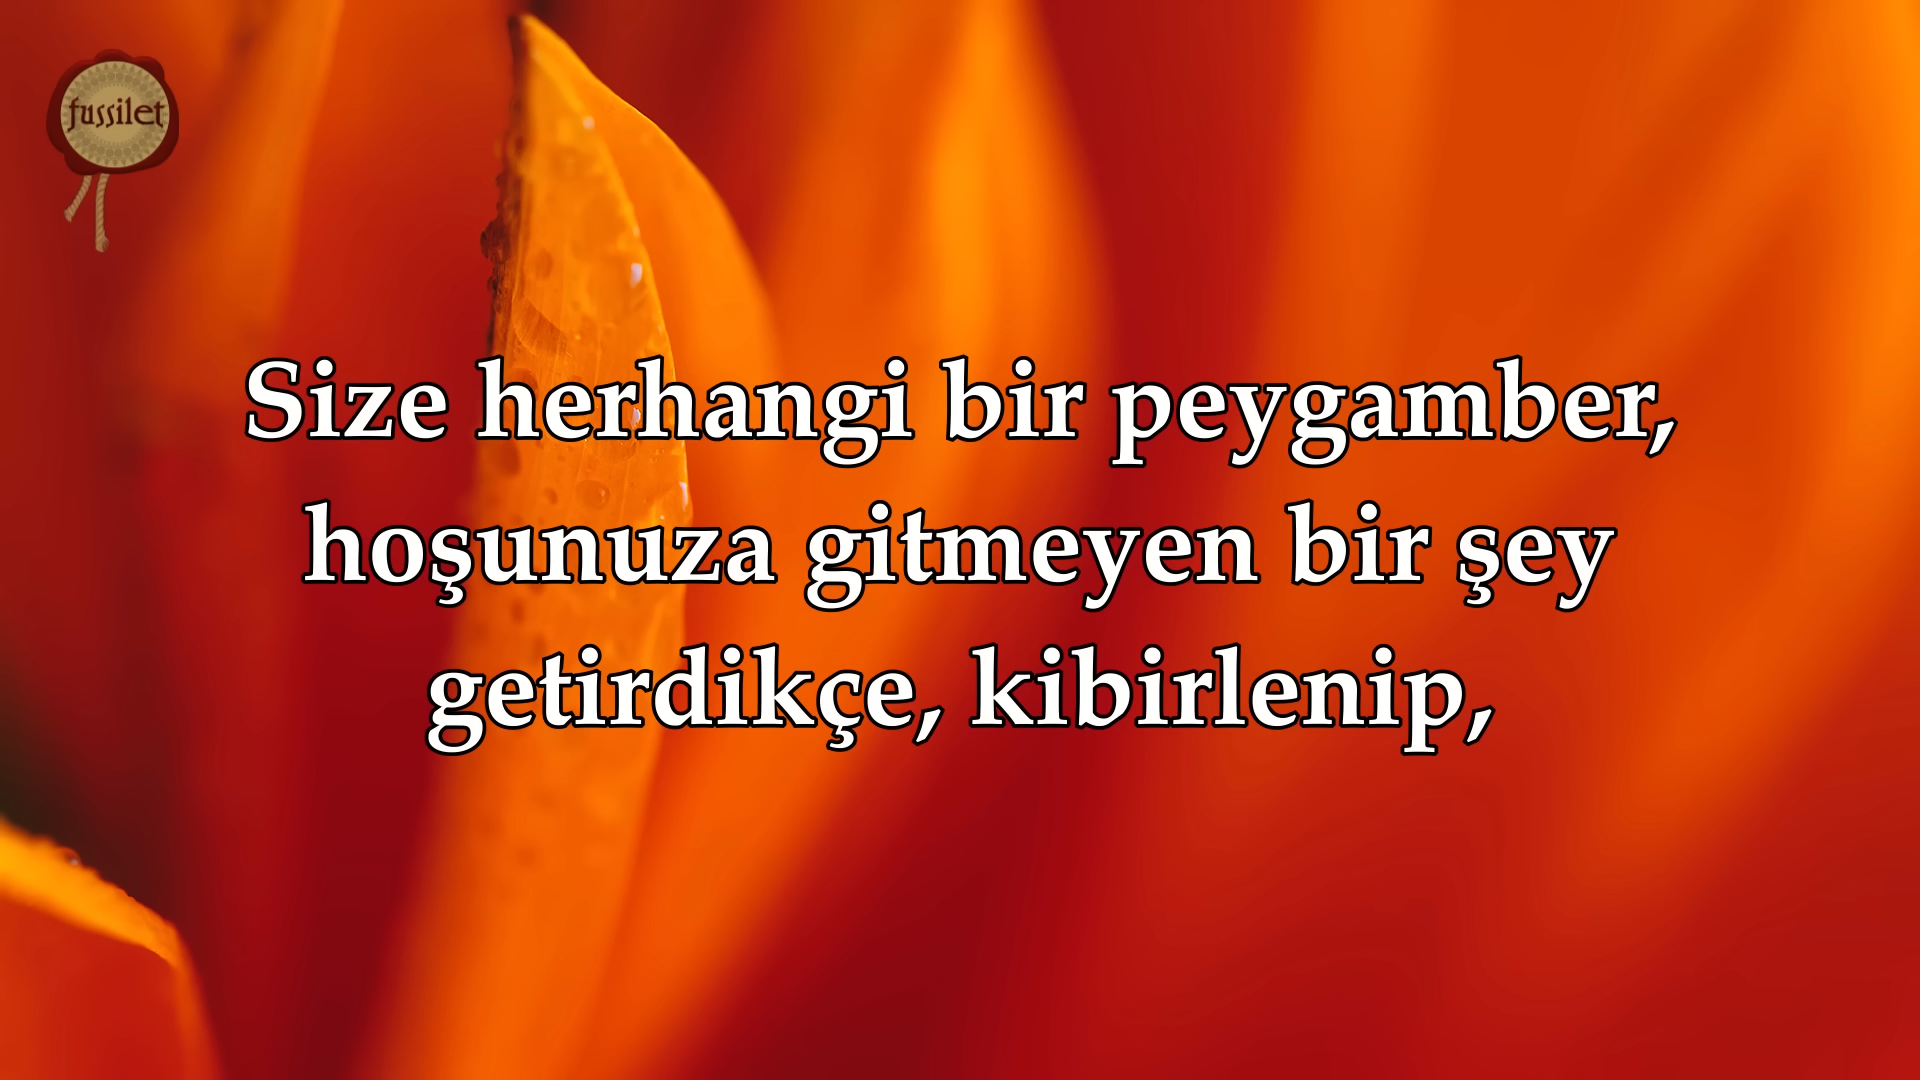 fussilet
Size herhangi bir peygamber,
hoşunuza gitmeyen bir şey
getirdikçe, kibirlenip,